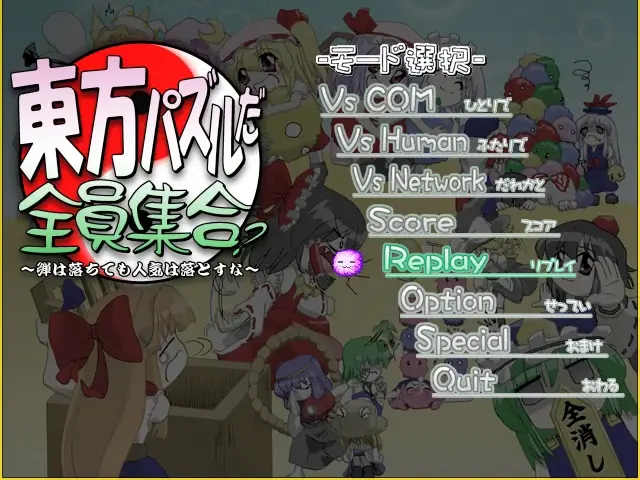 東方パズルだ
全員集合?
～弾は落ちても人気は落とすな～
-モード選択-
Vs COM ひとりで
Vs Human ふたりで
Vs Network だれかと
Score スコア
Replay リプレイ
Option せってい
Special おまけ
Quit おわる
全消し